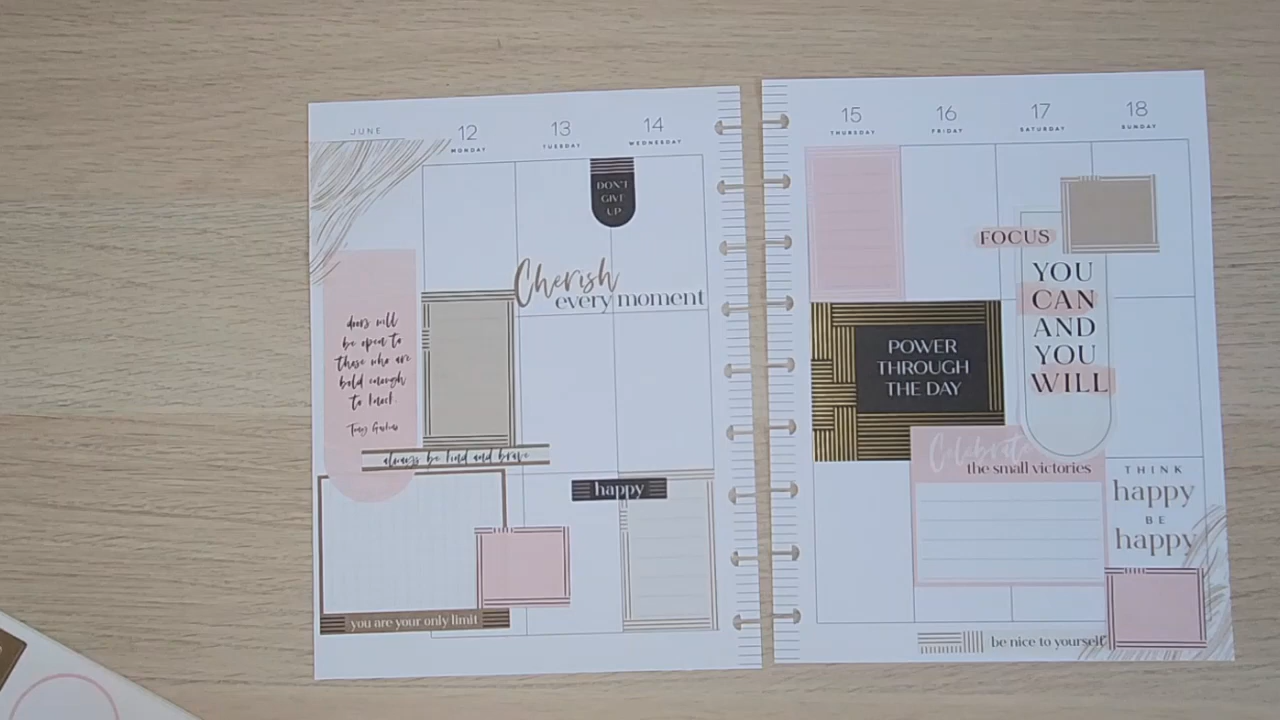 JUNE
12
MONDAY
13
TUESDAY
14
WEDNESDAY
DON'T
GIVE
UP
Cherish
every moment
doors will
be open to
those who are
bold enough
to knock.
Tony Gaskins
always be kind and brave
happy
you are your only limit
15
THURSDAY
16
FRIDAY
17
SATURDAY
18
SUNDAY
FOCUS
YOU
CAN
AND
YOU
WILL
POWER
THROUGH
THE DAY
Celebrate
the small victories
THINK
happy
BE
happy
be nice to yourself